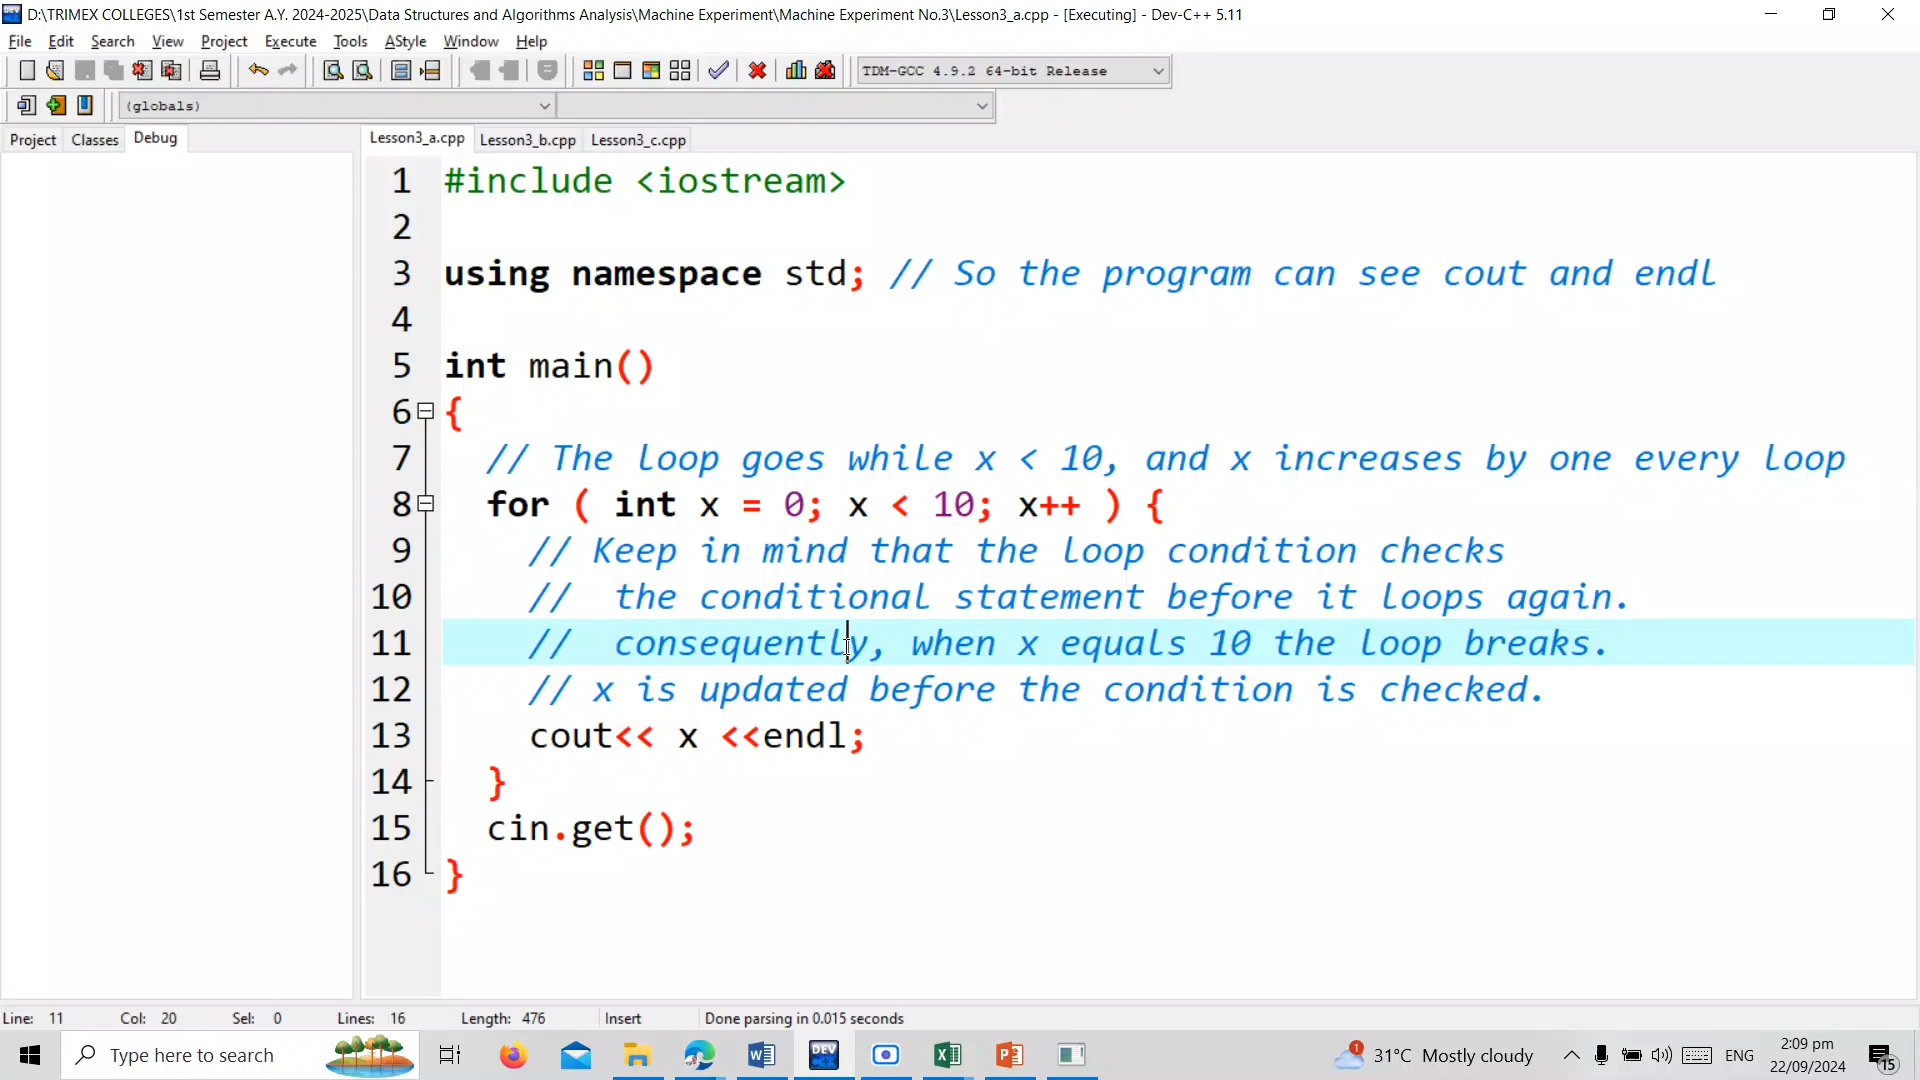 D:\TRIMEX COLLEGES\1st Semester A.Y. 2024-2025\Data Structures and Algorithms Analysis\Machine Experiment\Machine Experiment No.3\Lesson3_a.cpp - [Executing] - Dev-C++ 5.11
File Edit Search View Project Execute Tools AStyle Window Help
TDM-GCC 4.9.2 64-bit Release
(globals)
Project Classes Debug
Lesson3_a.cpp Lesson3_b.cpp Lesson3_c.cpp
1 #include <iostream>
2
3 using namespace std; // So the program can see cout and endl
4
5 int main()
6 {
7 // The loop goes while x < 10, and x increases by one every loop
8 for ( int x = 0; x < 10; x++ ) {
9 // Keep in mind that the loop condition checks
10 //  the conditional statement before it loops again.
11 //  consequently, when x equals 10 the loop breaks.
12 // x is updated before the condition is checked.
13 cout<< x <<endl;
14 }
15 cin.get();
16 }
Line: 11 Col: 20 Sel: 0 Lines: 16 Length: 476 Insert Done parsing in 0.015 seconds
Type here to search
DEV
1
31°C Mostly cloudy
ENG
2:09 pm
22/09/2024
15